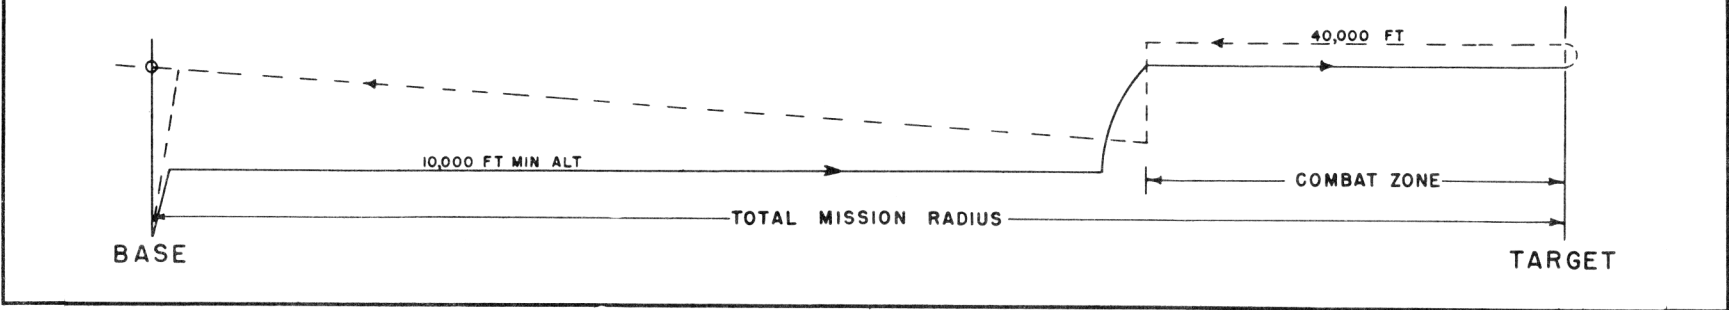 40,000 FT
10,000 FT MIN ALT
COMBAT ZONE
TOTAL MISSION RADIUS
BASE
TARGET